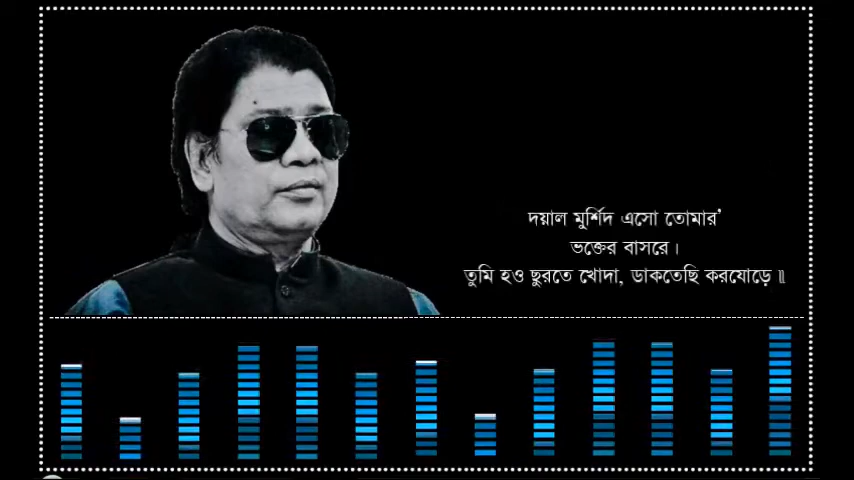 দয়াল মুর্শিদ এসো তোমার’
ভক্তের বাসরে।
তুমি হও ছুরতে খোদা, ডাকতেছি করযোড়ে॥